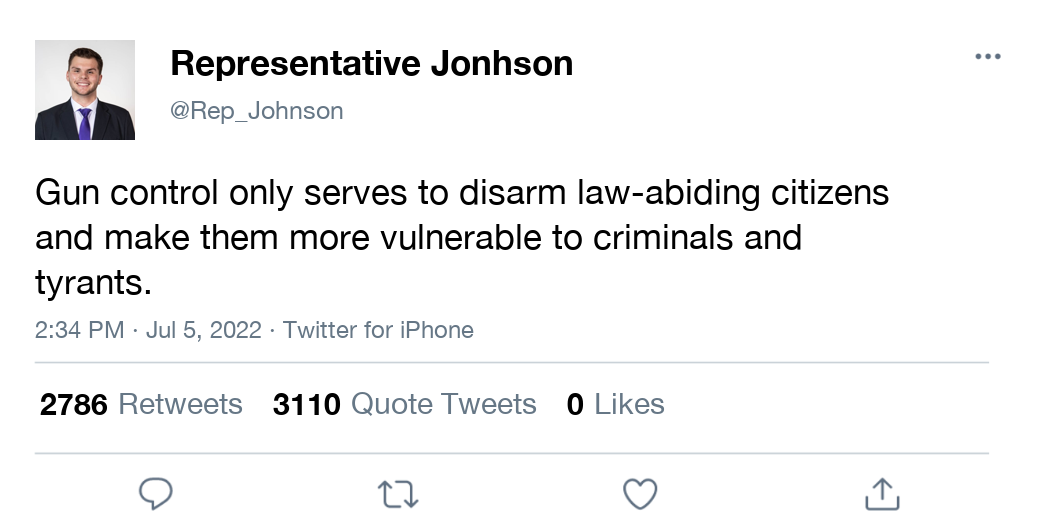 Representative Jonhson
@Rep_Johnson
Gun control only serves to disarm law-abiding citizens
and make them more vulnerable to criminals and
tyrants.
2:34 PM · Jul 5, 2022 · Twitter for iPhone
2786 Retweets 3110 Quote Tweets 0 Likes